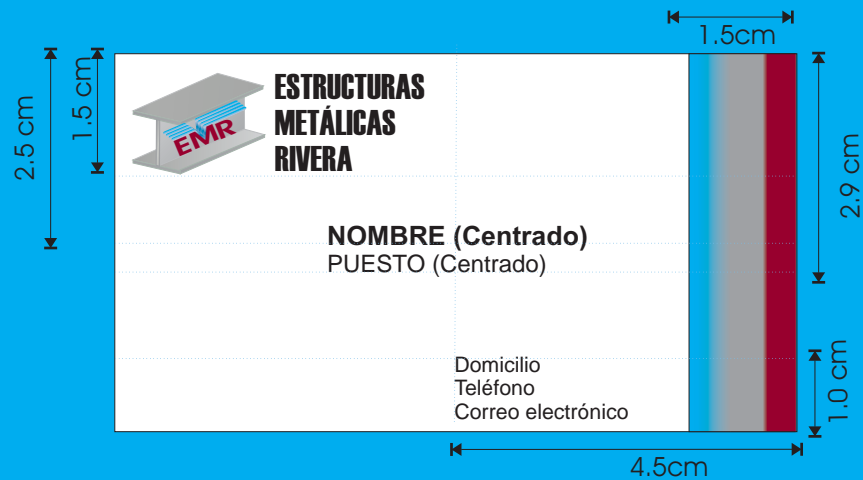 1.5cm
2.5 cm
1.5 cm
EMR
ESTRUCTURAS
METÁLICAS
RIVERA
2.9 cm
NOMBRE (Centrado)
PUESTO (Centrado)
Domicilio
Teléfono
Correo electrónico
1.0 cm
4.5cm